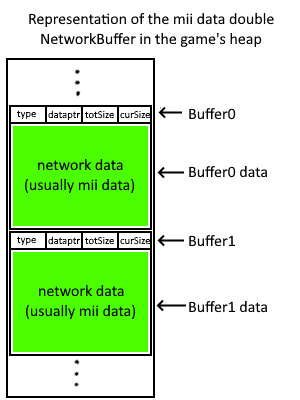 Representation of the mii data double
NetworkBuffer in the game's heap
type dataptr totSize curSize
Buffer0
network data
(usually mii data)
Buffer0 data
type dataptr totSize curSize
Buffer1
network data
(usually mii data)
Buffer1 data